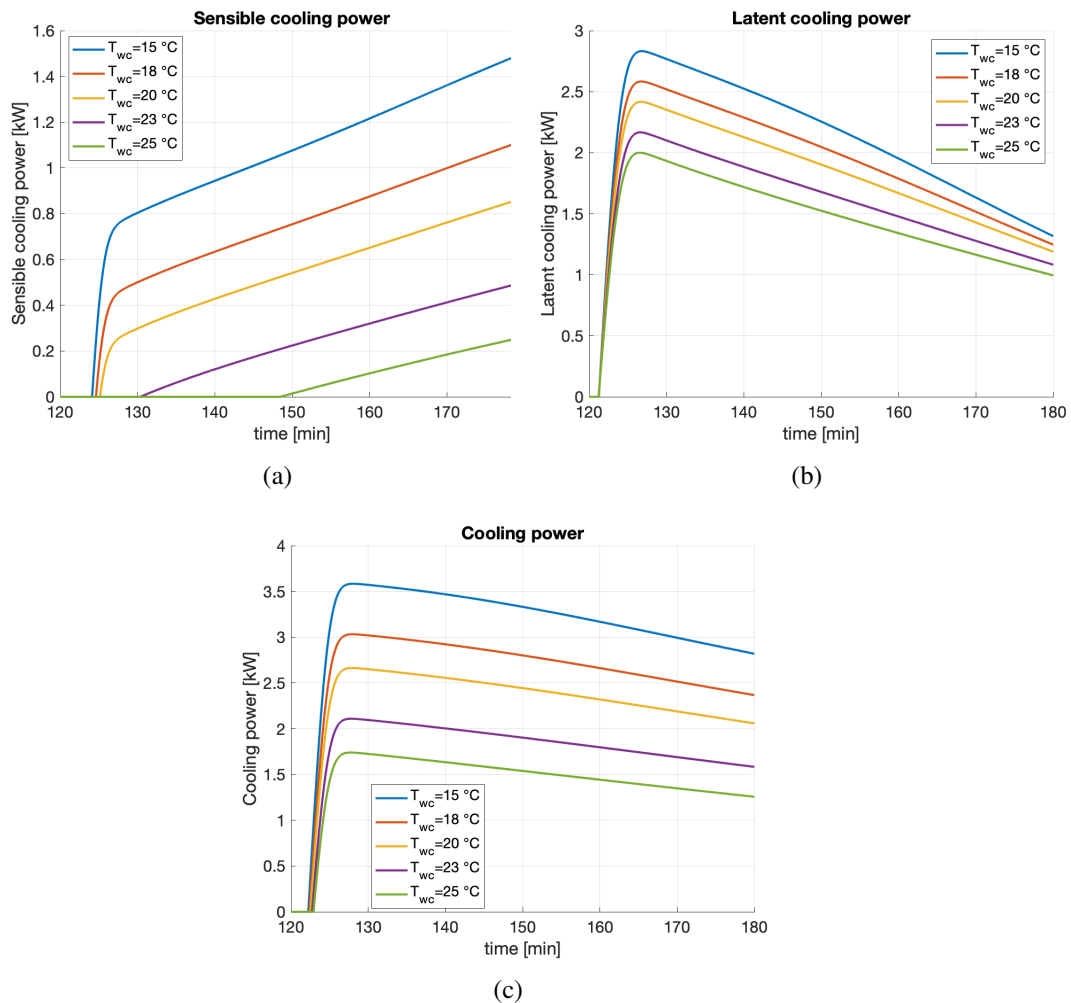 Sensible cooling power
Sensible cooling power [kW]
1.6
1.4
1.2
1
0.8
0.6
0.4
0.2
0
T_wc=15 °C
T_wc=18 °C
T_wc=20 °C
T_wc=23 °C
T_wc=25 °C
120 130 140 150 160 170
time [min]
(a)
Latent cooling power
Latent cooling power [kW]
3
2.5
2
1.5
1
0.5
0
T_wc=15 °C
T_wc=18 °C
T_wc=20 °C
T_wc=23 °C
T_wc=25 °C
120 130 140 150 160 170 180
time [min]
(b)
Cooling power
Cooling power [kW]
4
3.5
3
2.5
2
1.5
1
0.5
0
T_wc=15 °C
T_wc=18 °C
T_wc=20 °C
T_wc=23 °C
T_wc=25 °C
120 130 140 150 160 170 180
time [min]
(c)